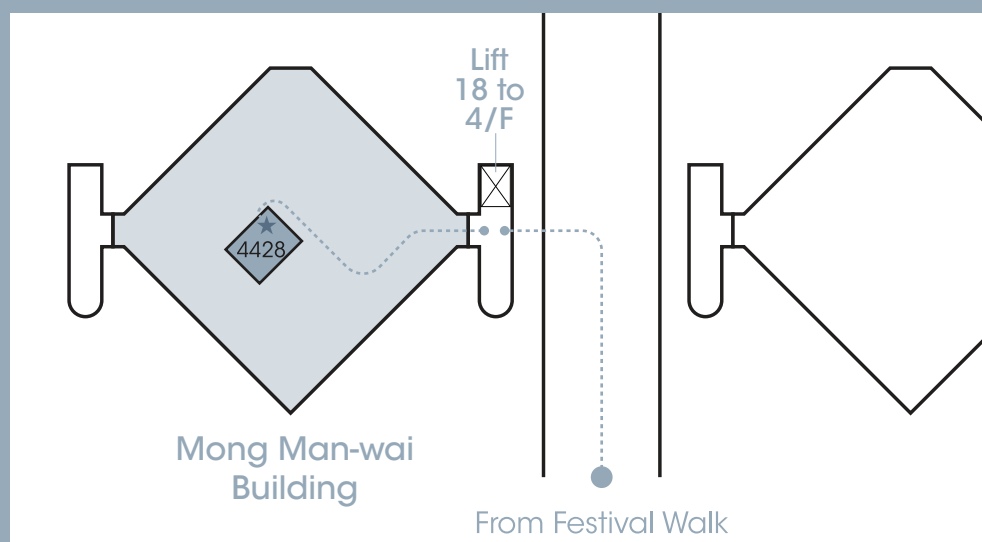 Lift
18 to
4/F
4428
Mong Man-wai
Building
From Festival Walk